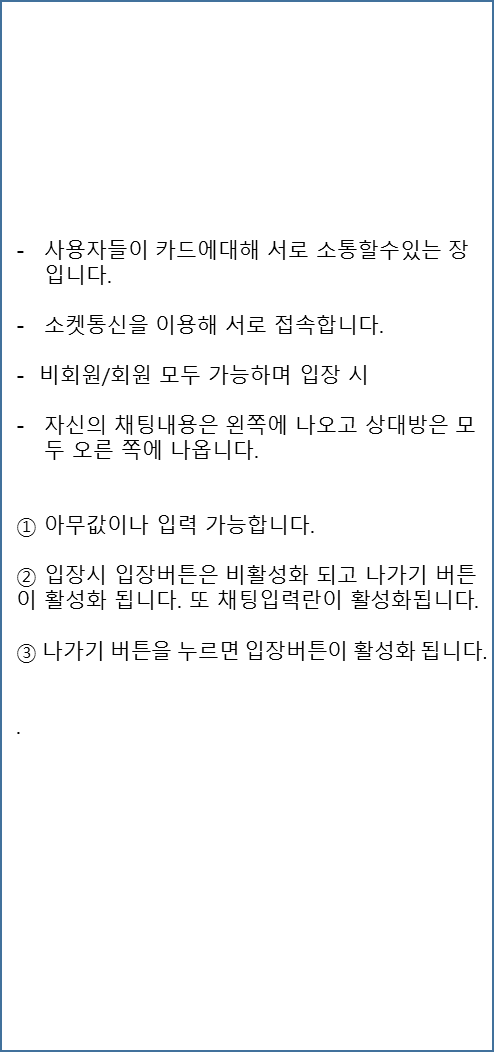 - 사용자들이 카드에대해 서로 소통할수있는 장
입니다.
- 소켓통신을 이용해 서로 접속합니다.
- 비회원/회원 모두 가능하며 입장 시
- 자신의 채팅내용은 왼쪽에 나오고 상대방은 모
두 오른 쪽에 나옵니다.
① 아무값이나 입력 가능합니다.
② 입장시 입장버튼은 비활성화 되고 나가기 버튼
이 활성화 됩니다. 또 채팅입력란이 활성화됩니다.
③ 나가기 버튼을 누르면 입장버튼이 활성화 됩니다.
.